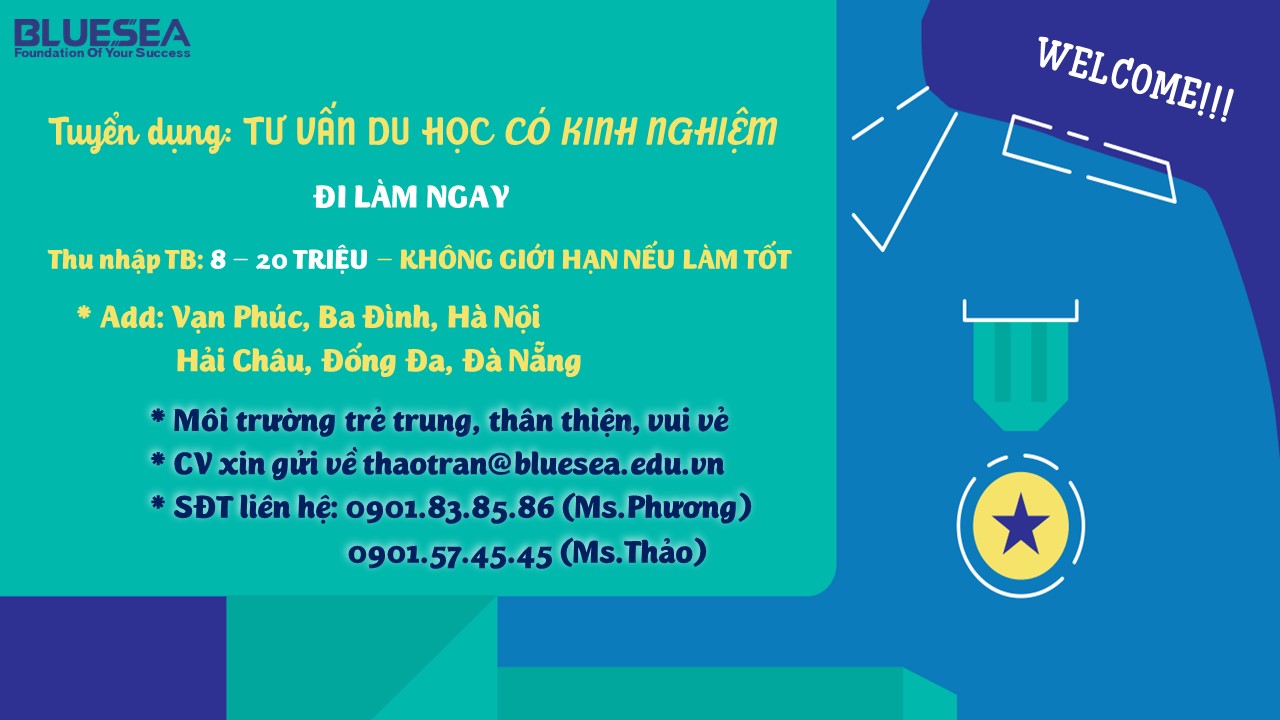 BLUESEA
Foundation Of Your Success
WELCOME!!!
Tuyển dụng: TƯ VẤN DU HỌC CÓ KINH NGHIỆM
ĐI LÀM NGAY
Thu nhập TB: 8 – 20 TRIỆU – KHÔNG GIỚI HẠN NẾU LÀM TỐT
* Add: Vạn Phúc, Ba Đình, Hà Nội
Hải Châu, Đống Đa, Đà Nẵng
* Môi trường trẻ trung, thân thiện, vui vẻ
* CV xin gửi về thaotran@bluesea.edu.vn
* SĐT liên hệ: 0901.83.85.86 (Ms.Phương)
0901.57.45.45 (Ms.Thảo)